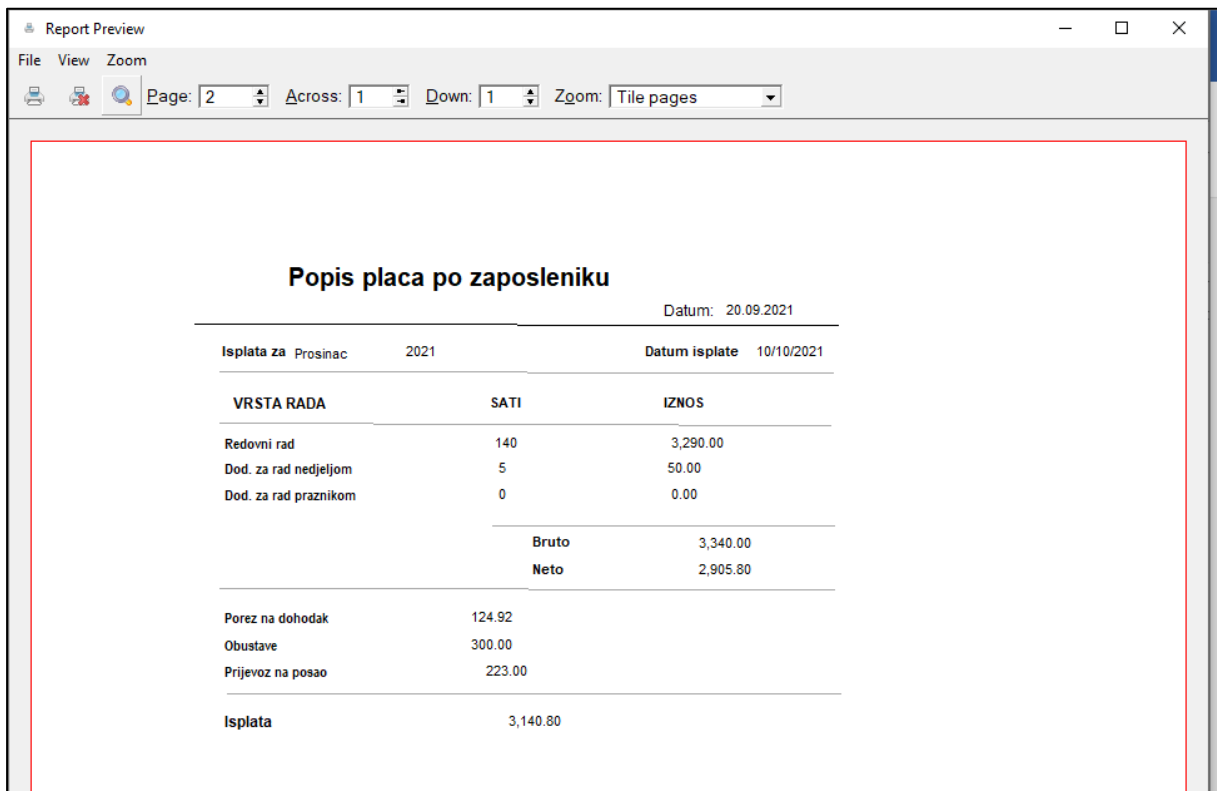 Report Preview
File View Zoom
Page: 2 Across: 1 Down: 1 Zoom: Tile pages
Popis placa po zaposleniku
Datum: 20.09.2021
Isplata za Prosinac 2021 Datum isplate 10/10/2021
VRSTA RADA SATI IZNOS
Redovni rad 140 3,290.00
Dod. za rad nedjeljom 5 50.00
Dod. za rad praznikom 0 0.00
Bruto 3,340.00
Neto 2,905.80
Porez na dohodak 124.92
Obustave 300.00
Prijevoz na posao 223.00
Isplata 3,140.80